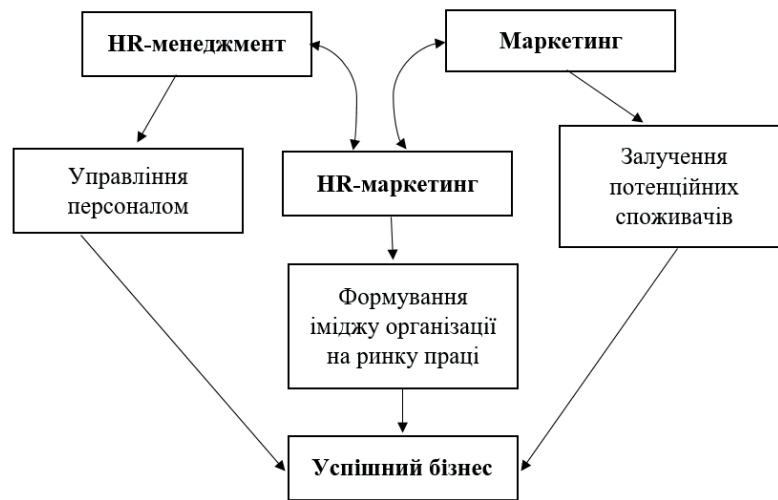 HR-менеджмент
Маркетинг
Управління
персоналом
HR-маркетинг
Залучення
потенційних
споживачів
Формування
іміджу організації
на ринку праці
Успішний бізнес